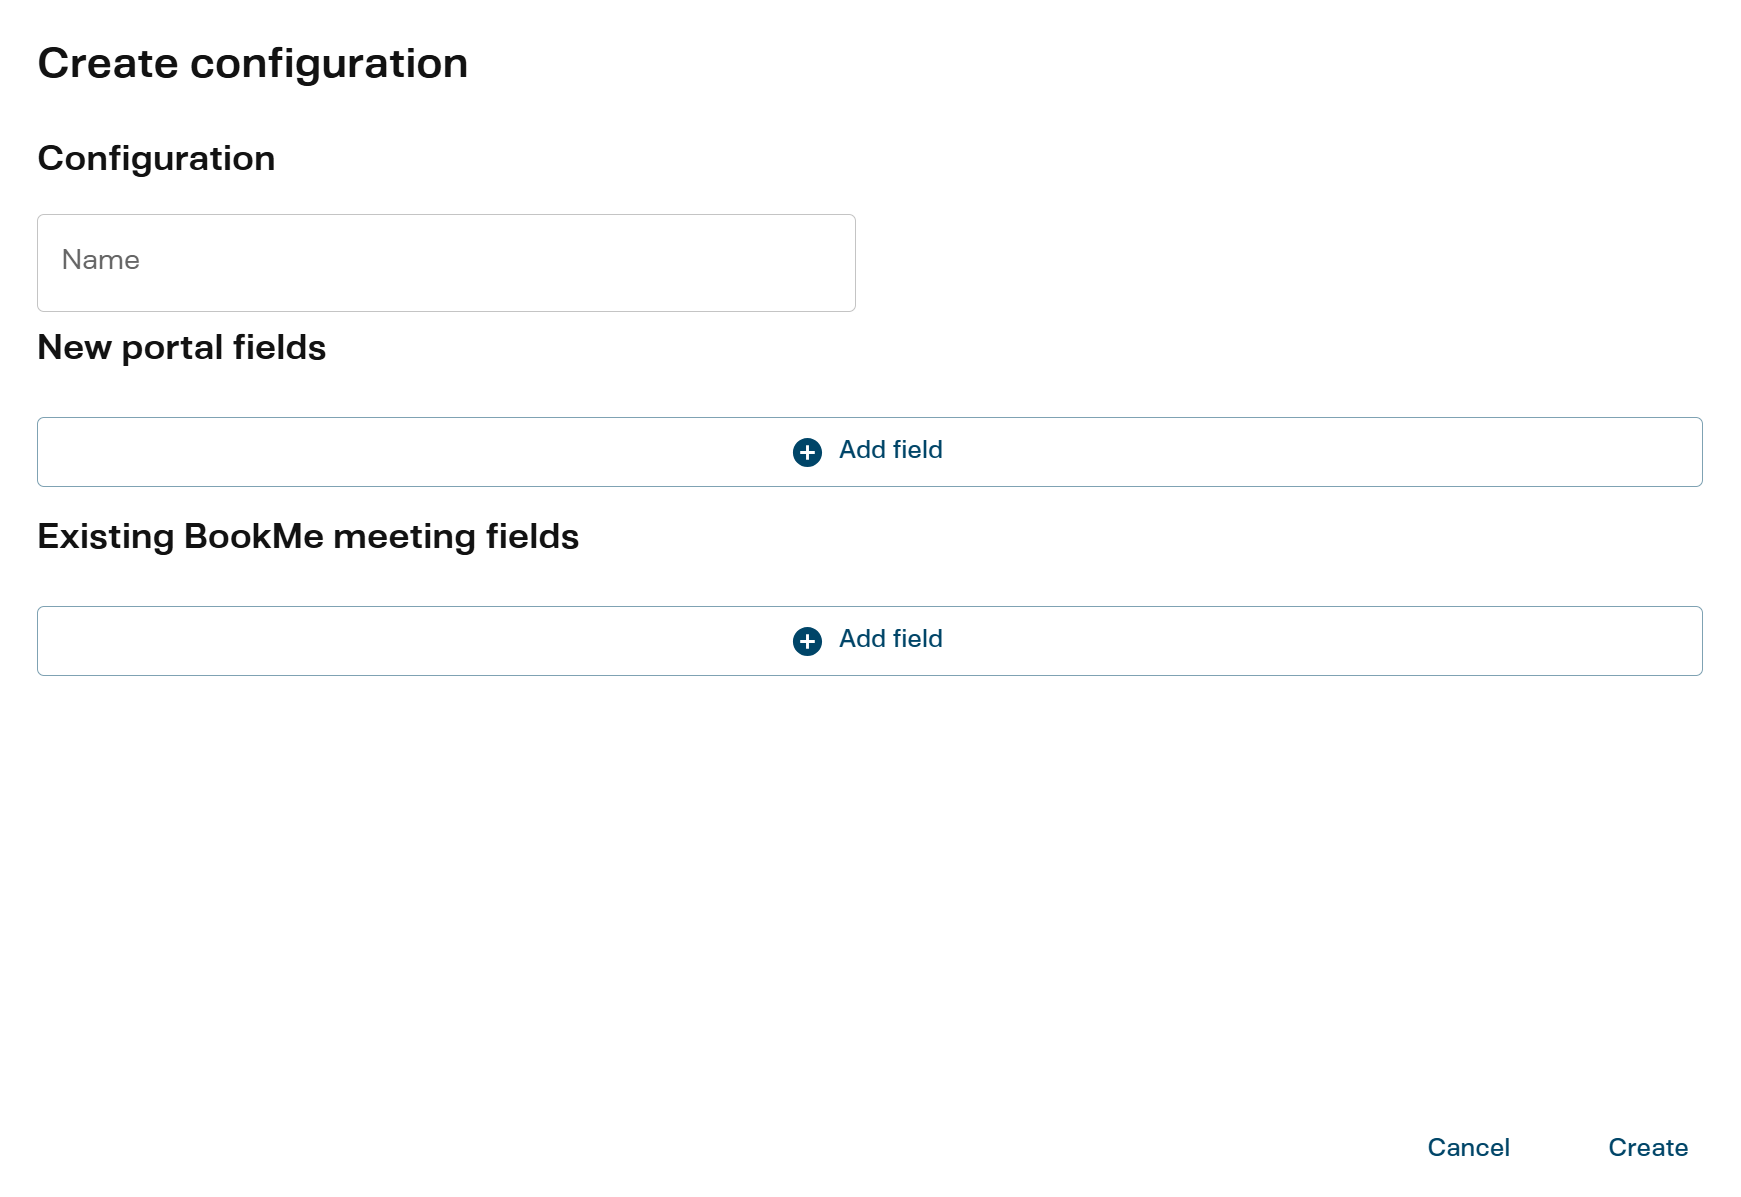 Create configuration
Configuration
Name
New portal fields
Add field
Existing BookMe meeting fields
Add field
Cancel Create